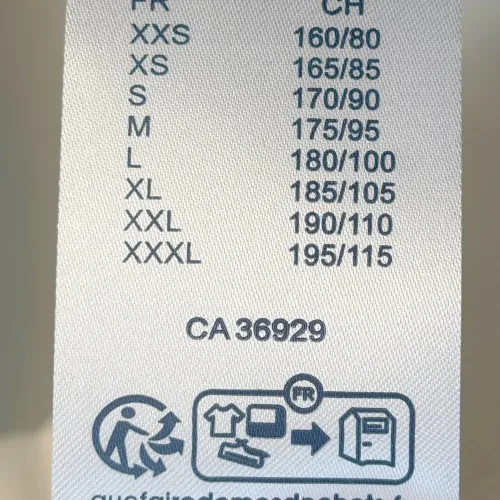 FR CH
XXS 160/80
XS 165/85
S 170/90
M 175/95
L 180/100
XL 185/105
XXL 190/110
XXXL 195/115
CA 36929
FR